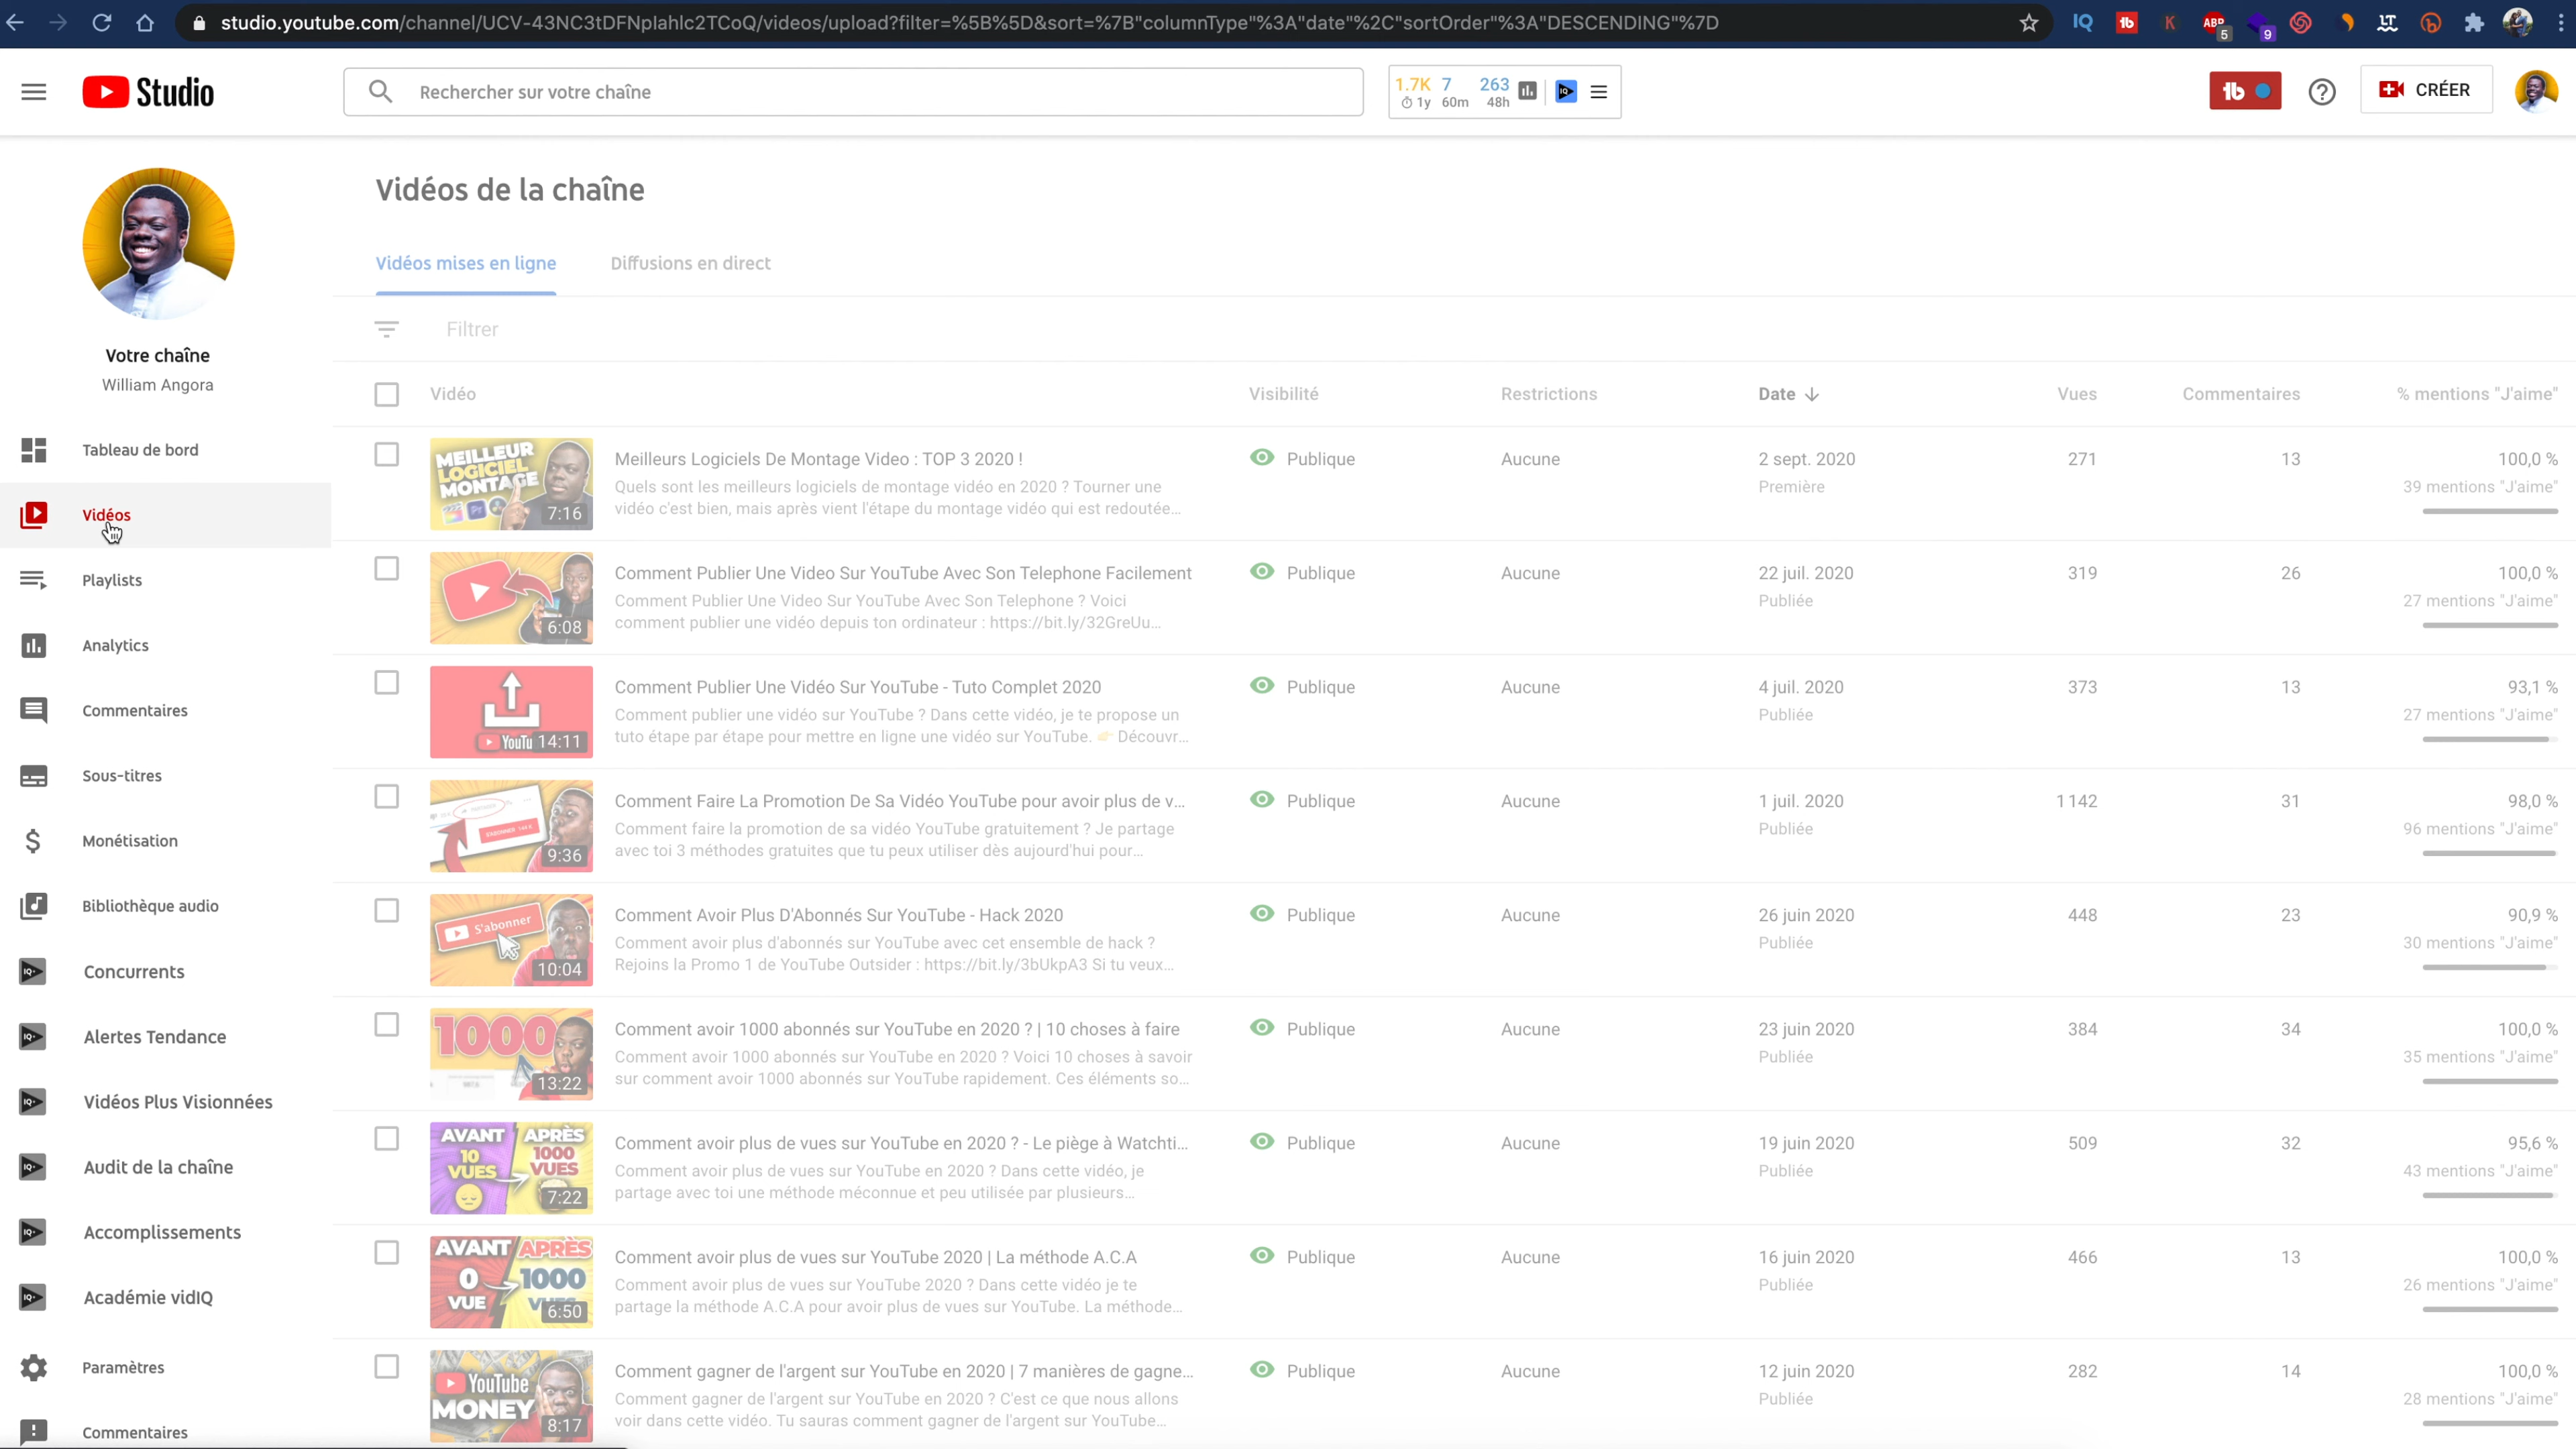 studio.youtube.com/channel/UCV-43NC3tDFNplahlc2TCoQ/videos/upload?filter=%5B%5D&sort=%7B"columnType"%3A"date"%2C"sortOrder"%3A"DESCENDING"%7D
Studio
Rechercher sur votre chaîne
1.7K 7 263
1y 60m 48h
CRÉER
Votre chaîne
William Angora
Tableau de bord
Vidéos
Playlists
Analytics
Commentaires
Sous-titres
Monétisation
Bibliothèque audio
Concurrents
Alertes Tendance
Vidéos Plus Visionnées
Audit de la chaîne
Accomplissements
Académie vidIQ
Paramètres
Commentaires
Vidéos de la chaîne
Vidéos mises en ligne Diffusions en direct
Filtrer
Vidéo Visibilité Restrictions Date Vues Commentaires % mentions "J'aime"
MEILLEUR
LOGICIEL
MONTAGE
7:16
Meilleurs Logiciels De Montage Video : TOP 3 2020 ! Publique Aucune 2 sept. 2020 271 13 100,0 %
Quels sont les meilleurs logiciels de montage vidéo en 2020 ? Tourner une Première 39 mentions "J'aime"
vidéo c'est bien, mais après vient l'étape du montage vidéo qui est redoutée...
6:08
Comment Publier Une Video Sur YouTube Avec Son Telephone Facilement Publique Aucune 22 juil. 2020 319 26 100,0 %
Comment Publier Une Video Sur YouTube Avec Son Telephone ? Voici Publiée 27 mentions "J'aime"
comment publier une vidéo depuis ton ordinateur : https://bit.ly/32GreUu...
YouTu 14:11
Comment Publier Une Vidéo Sur YouTube - Tuto Complet 2020 Publique Aucune 4 juil. 2020 373 13 93,1 %
Comment publier une vidéo sur YouTube ? Dans cette vidéo, je te propose un Publiée 27 mentions "J'aime"
tuto étape par étape pour mettre en ligne une vidéo sur YouTube. 👉 Découvr...
9:36
Comment Faire La Promotion De Sa Vidéo YouTube pour avoir plus de v... Publique Aucune 1 juil. 2020 1 142 31 98,0 %
Comment faire la promotion de sa vidéo YouTube gratuitement ? Je partage Publiée 96 mentions "J'aime"
avec toi 3 méthodes gratuites que tu peux utiliser dès aujourd'hui pour...
S'abonner
10:04
Comment Avoir Plus D'Abonnés Sur YouTube - Hack 2020 Publique Aucune 26 juin 2020 448 23 90,9 %
Comment avoir plus d'abonnés sur YouTube avec cet ensemble de hack ? Publiée 30 mentions "J'aime"
Rejoins la Promo 1 de YouTube Outsider : https://bit.ly/3bUkpA3 Si tu veux...
1000
13:22
Comment avoir 1000 abonnés sur YouTube en 2020 ? | 10 choses à faire Publique Aucune 23 juin 2020 384 34 100,0 %
Comment avoir 1000 abonnés sur YouTube en 2020 ? Voici 10 choses à savoir Publiée 35 mentions "J'aime"
sur comment avoir 1000 abonnés sur YouTube rapidement. Ces éléments so...
AVANT APRÈS
10 1000
VUES VUES
7:22
Comment avoir plus de vues sur YouTube en 2020 ? - Le piège à Watchti... Publique Aucune 19 juin 2020 509 32 95,6 %
Comment avoir plus de vues sur YouTube en 2020 ? Dans cette vidéo, je Publiée 43 mentions "J'aime"
partage avec toi une méthode méconnue et peu utilisée par plusieurs...
AVANT APRÈS
0 1000
VUE VUES
6:50
Comment avoir plus de vues sur YouTube 2020 | La méthode A.C.A Publique Aucune 16 juin 2020 466 13 100,0 %
Comment avoir plus de vues sur YouTube 2020 ? Dans cette vidéo je te Publiée 26 mentions "J'aime"
partage la méthode A.C.A pour avoir plus de vues sur YouTube. La méthode...
YouTube
MONEY
8:17
Comment gagner de l'argent sur YouTube en 2020 | 7 manières de gagne... Publique Aucune 12 juin 2020 282 14 100,0 %
Comment gagner de l'argent sur YouTube en 2020 ? C'est ce que nous allons Publiée 28 mentions "J'aime"
voir dans cette vidéo. Tu sauras comment gagner de l'argent sur YouTube...